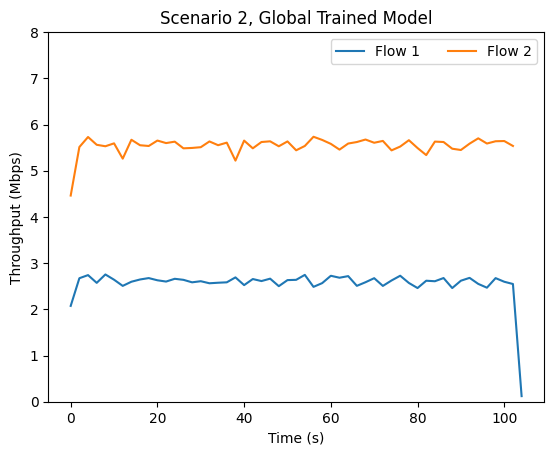 Scenario 2, Global Trained Model
Flow 1 Flow 2
Throughput (Mbps)
8
7
6
5
4
3
2
1
0
0 20 40 60 80 100
Time (s)